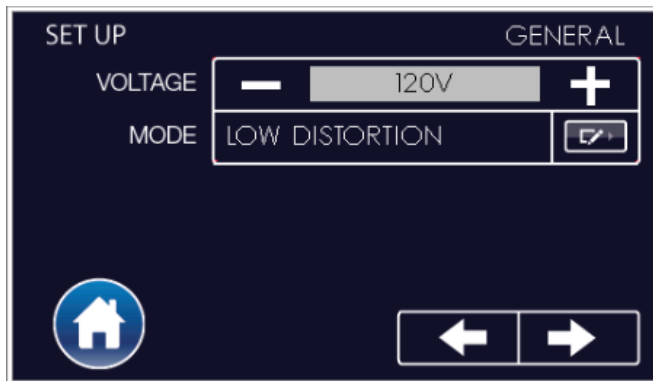 SET UP GENERAL
VOLTAGE 120V
MODE LOW DISTORTION